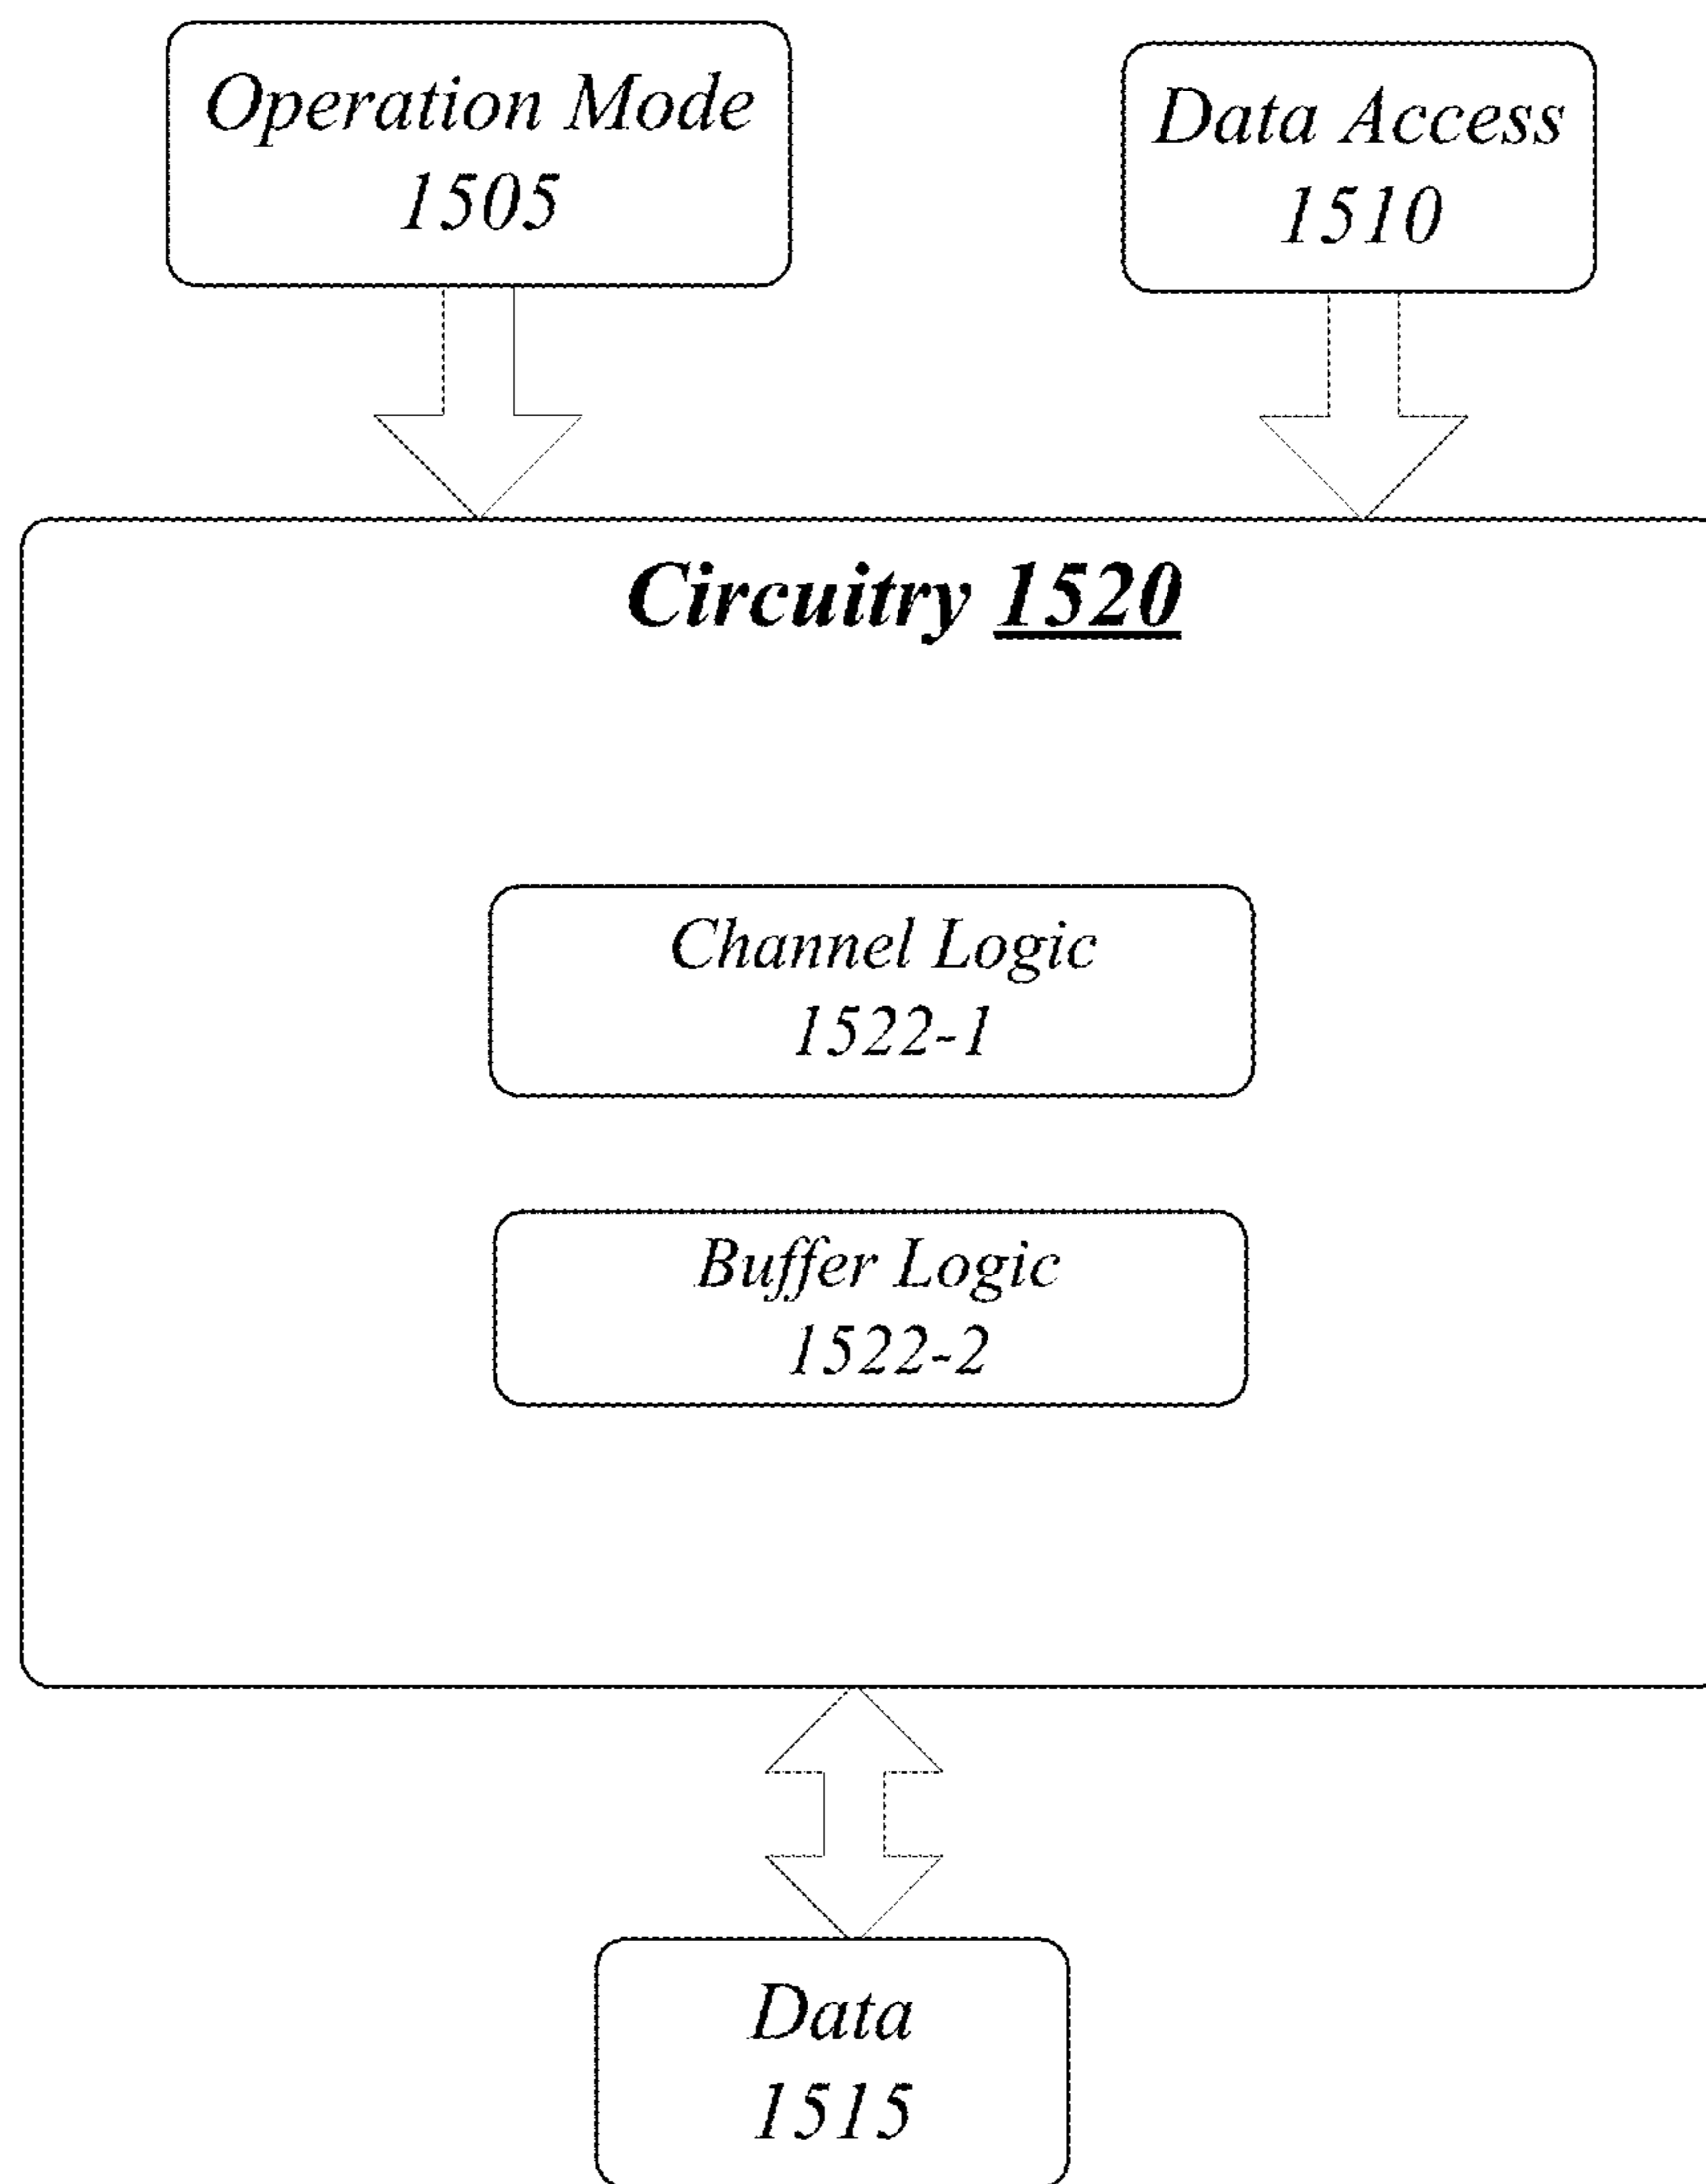 Operation Mode
1505
Data Access
1510
Circuitry 1520
Channel Logic
1522-1
Buffer Logic
1522-2
Data
1515